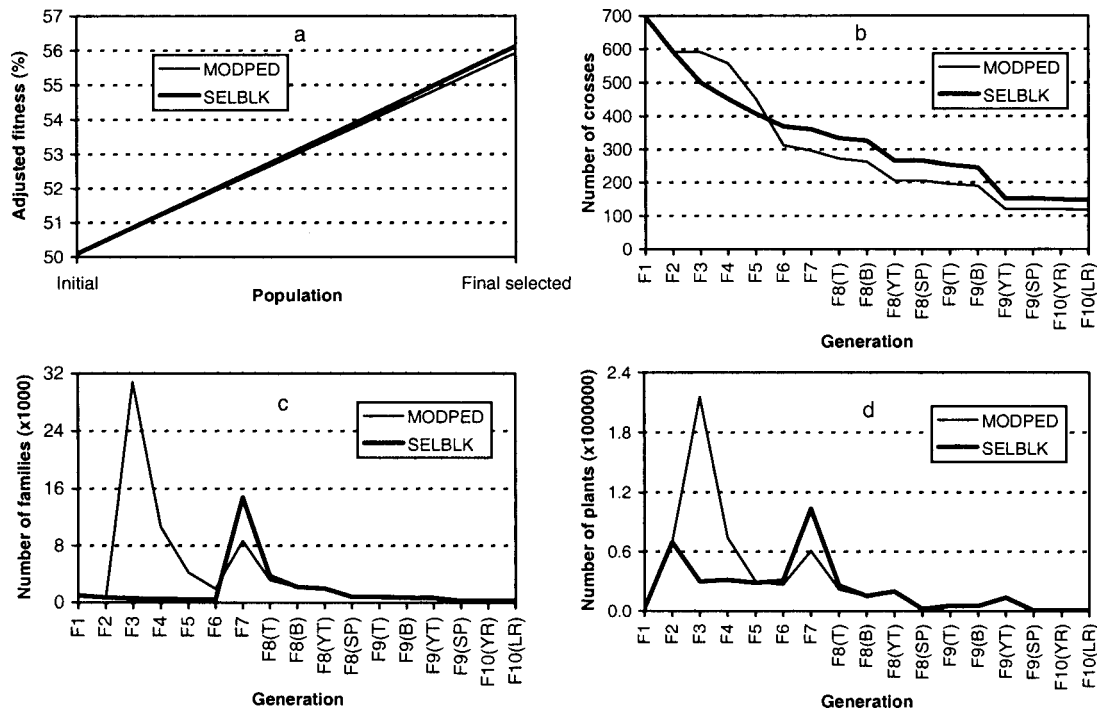 a
57
56
55
54
53
52
51
50
Adjusted fitness (%)
MODPED
SELBLK
Initial
Final selected
Population
b
700
600
500
400
300
200
100
0
Number of crosses
MODPED
SELBLK
F1
F2
F3
F4
F5
F6
F7
F8(T)
F8(B)
F8(YT)
F8(SP)
F9(T)
F9(B)
F9(YT)
F9(SP)
F10(YR)
F10(LR)
Generation
c
32
24
16
8
0
Number of families (x1000)
MODPED
SELBLK
F1
F2
F3
F4
F5
F6
F7
F8(T)
F8(B)
F8(YT)
F8(SP)
F9(T)
F9(B)
F9(YT)
F9(SP)
F10(YR)
F10(LR)
Generation
d
2.4
1.8
1.2
0.6
0.0
Number of plants (x1000000)
MODPED
SELBLK
F1
F2
F3
F4
F5
F6
F7
F8(T)
F8(B)
F8(YT)
F8(SP)
F9(T)
F9(B)
F9(YT)
F9(SP)
F10(YR)
F10(LR)
Generation